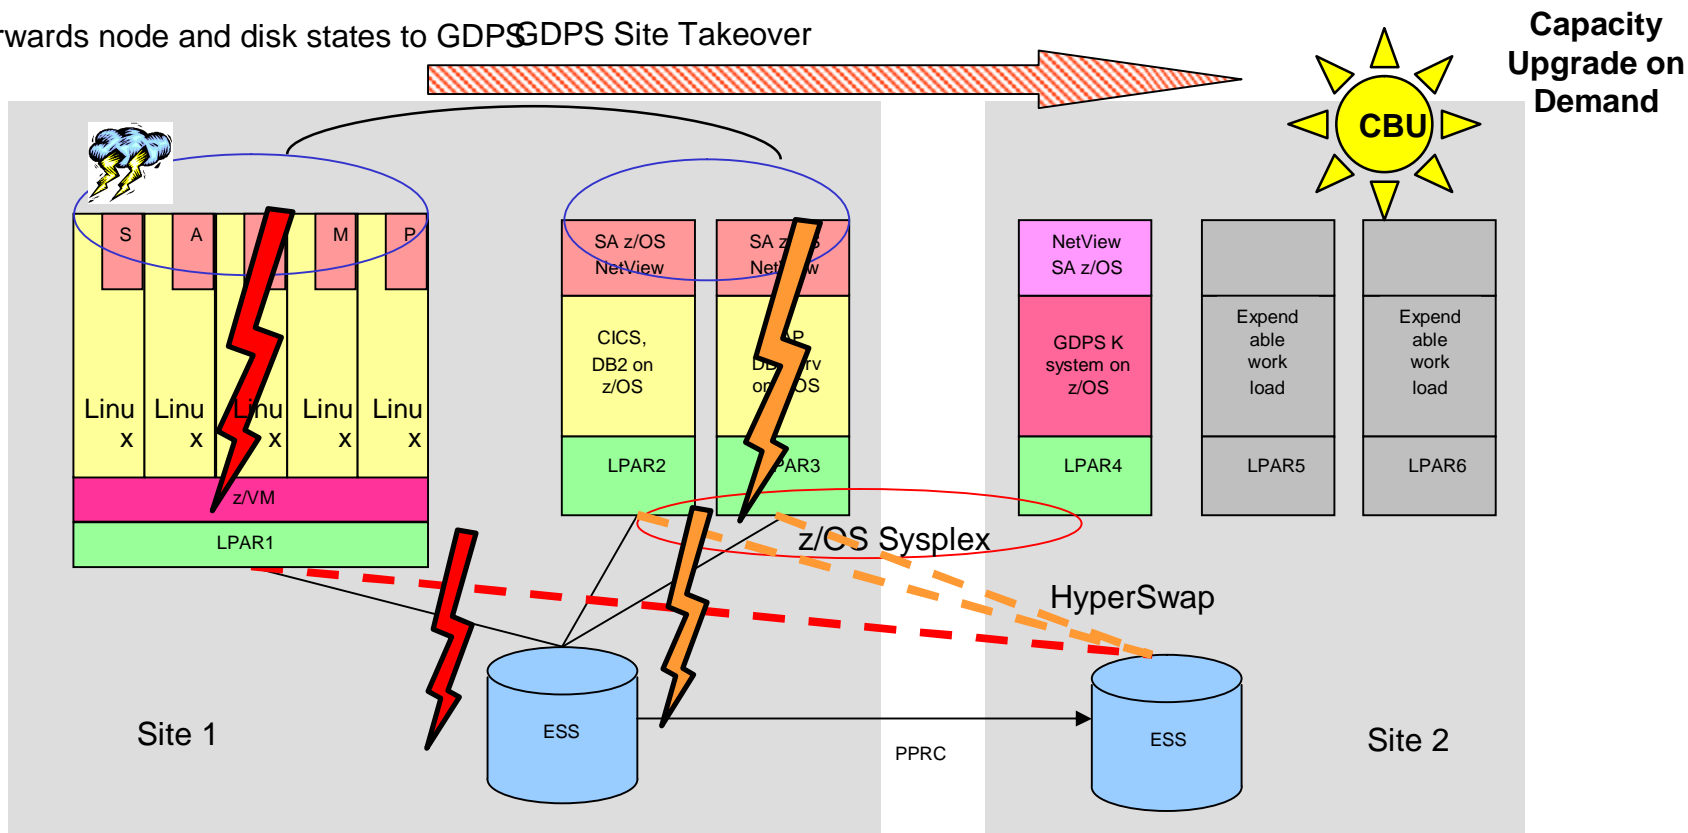 rwards node and disk states to GDPS
GDPS Site Takeover
Capacity
Upgrade on
Demand
CBU
S
A
M
P
SA z/OS
NetView
SA z/OS
NetView
NetView
SA z/OS
CICS,
DB2 on
z/OS
GDPS K
system on
z/OS
Expend
able
work
load
Expend
able
work
load
Linu
x
Linu
x
Linu
x
Linu
x
Linu
x
z/VM
LPAR1
LPAR2
LPAR3
LPAR4
LPAR5
LPAR6
z/OS Sysplex
HyperSwap
Site 1
ESS
PPRC
ESS
Site 2